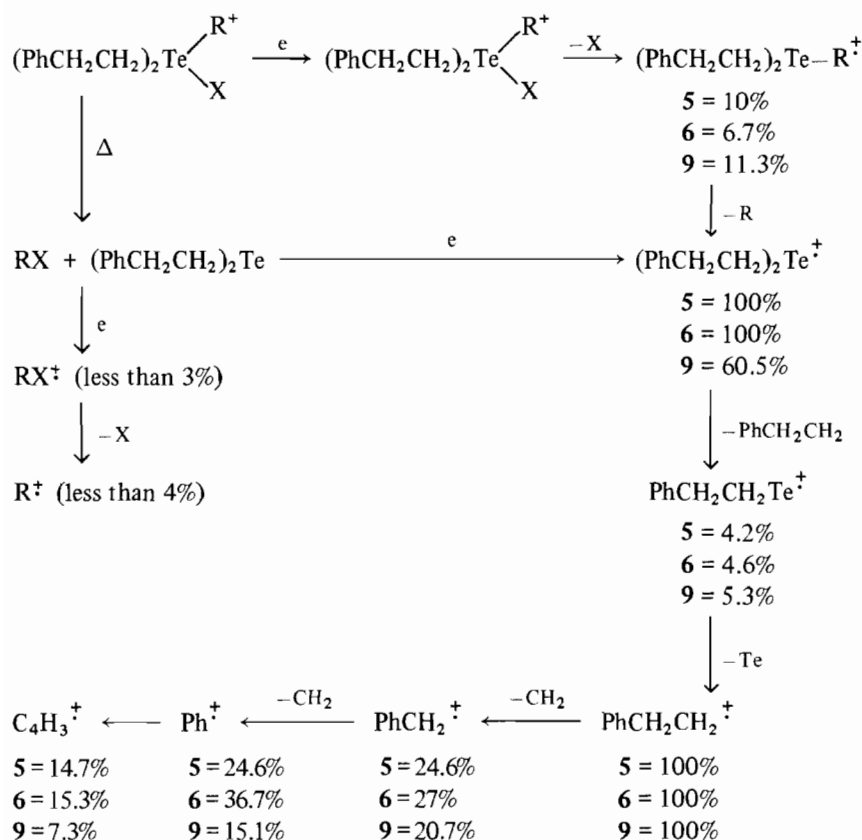 (PhCH₂CH₂)₂Te R⁺ X e (PhCH₂CH₂)₂Te R⁺ X –X (PhCH₂CH₂)₂Te–R⁺·
5 = 10%
6 = 6.7%
9 = 11.3%
Δ
–R
RX + (PhCH₂CH₂)₂Te e (PhCH₂CH₂)₂Te⁺·
5 = 100%
6 = 100%
9 = 60.5%
e
RX⁺· (less than 3%)
–PhCH₂CH₂
–X
R⁺· (less than 4%) PhCH₂CH₂Te⁺·
5 = 4.2%
6 = 4.6%
9 = 5.3%
–Te
C₄H₃⁺· Ph⁺· –CH₂ PhCH₂⁺· –CH₂ PhCH₂CH₂⁺·
5 = 14.7% 5 = 24.6% 5 = 24.6% 5 = 100%
6 = 15.3% 6 = 36.7% 6 = 27% 6 = 100%
9 = 7.3% 9 = 15.1% 9 = 20.7% 9 = 100%